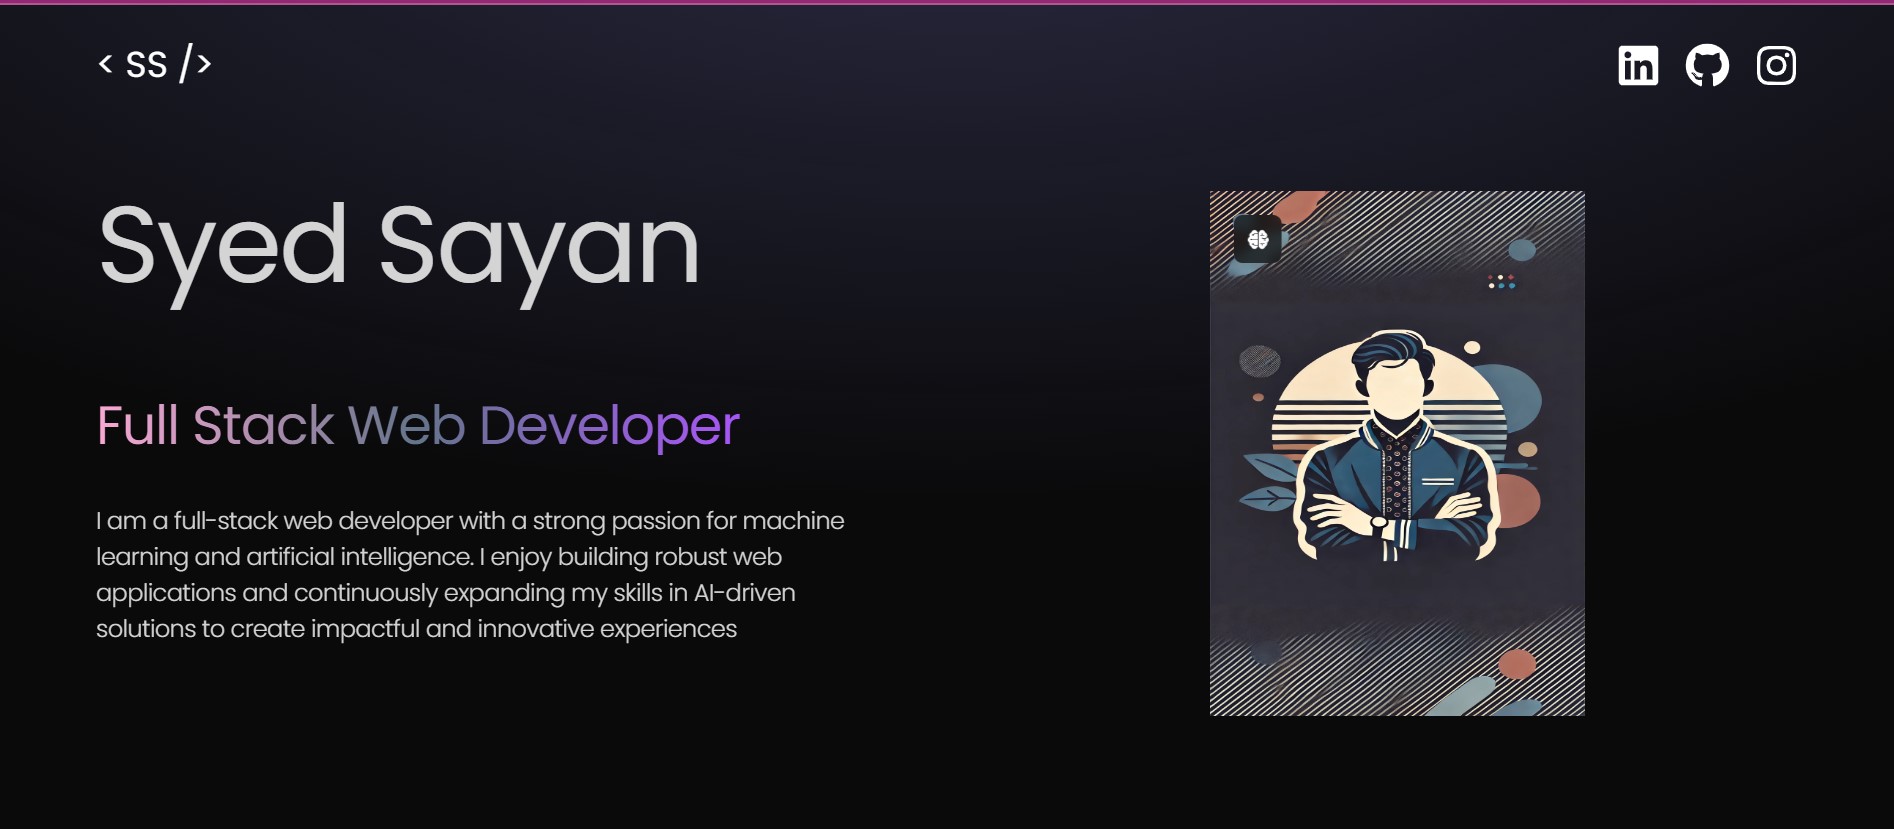 < SS />
Syed Sayan
Full Stack Web Developer
I am a full-stack web developer with a strong passion for machine
learning and artificial intelligence. I enjoy building robust web
applications and continuously expanding my skills in AI-driven
solutions to create impactful and innovative experiences